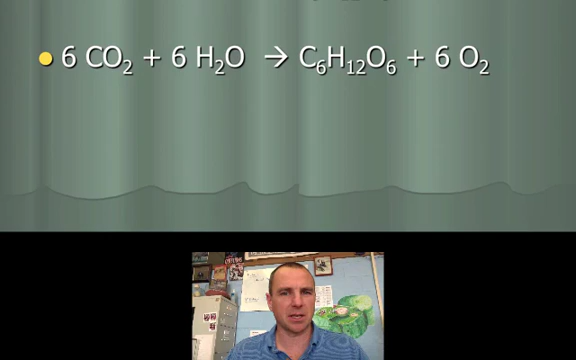 6 CO₂ + 6 H₂O → C₆H₁₂O₆ + 6 O₂